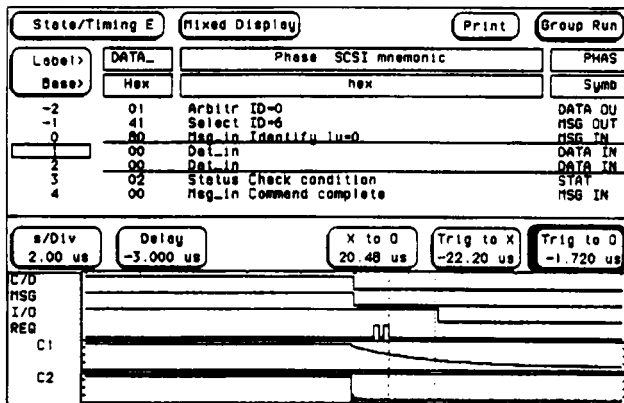 State/Timing E Mixed Display Print Group Run
Label> DATA_ Phase SCSI mnemonic PHAS
Base> Hex hex Symb
-2 01 Arbitr ID=0 DATA OU
-1 41 Select ID=6 MSG OUT
0 80 Msg_in Identify lu=0 MSG IN
1 00 Dat_in DATA IN
2 00 Dat_in DATA IN
3 02 Status Check condition STAT
4 00 Msg_in Command complete MSG IN
s/Div Delay X to O Trig to X Trig to O
2.00 us -3.000 us 20.48 us -22.20 us -1.720 us
C/D
MSG
I/O
REQ
C1
C2